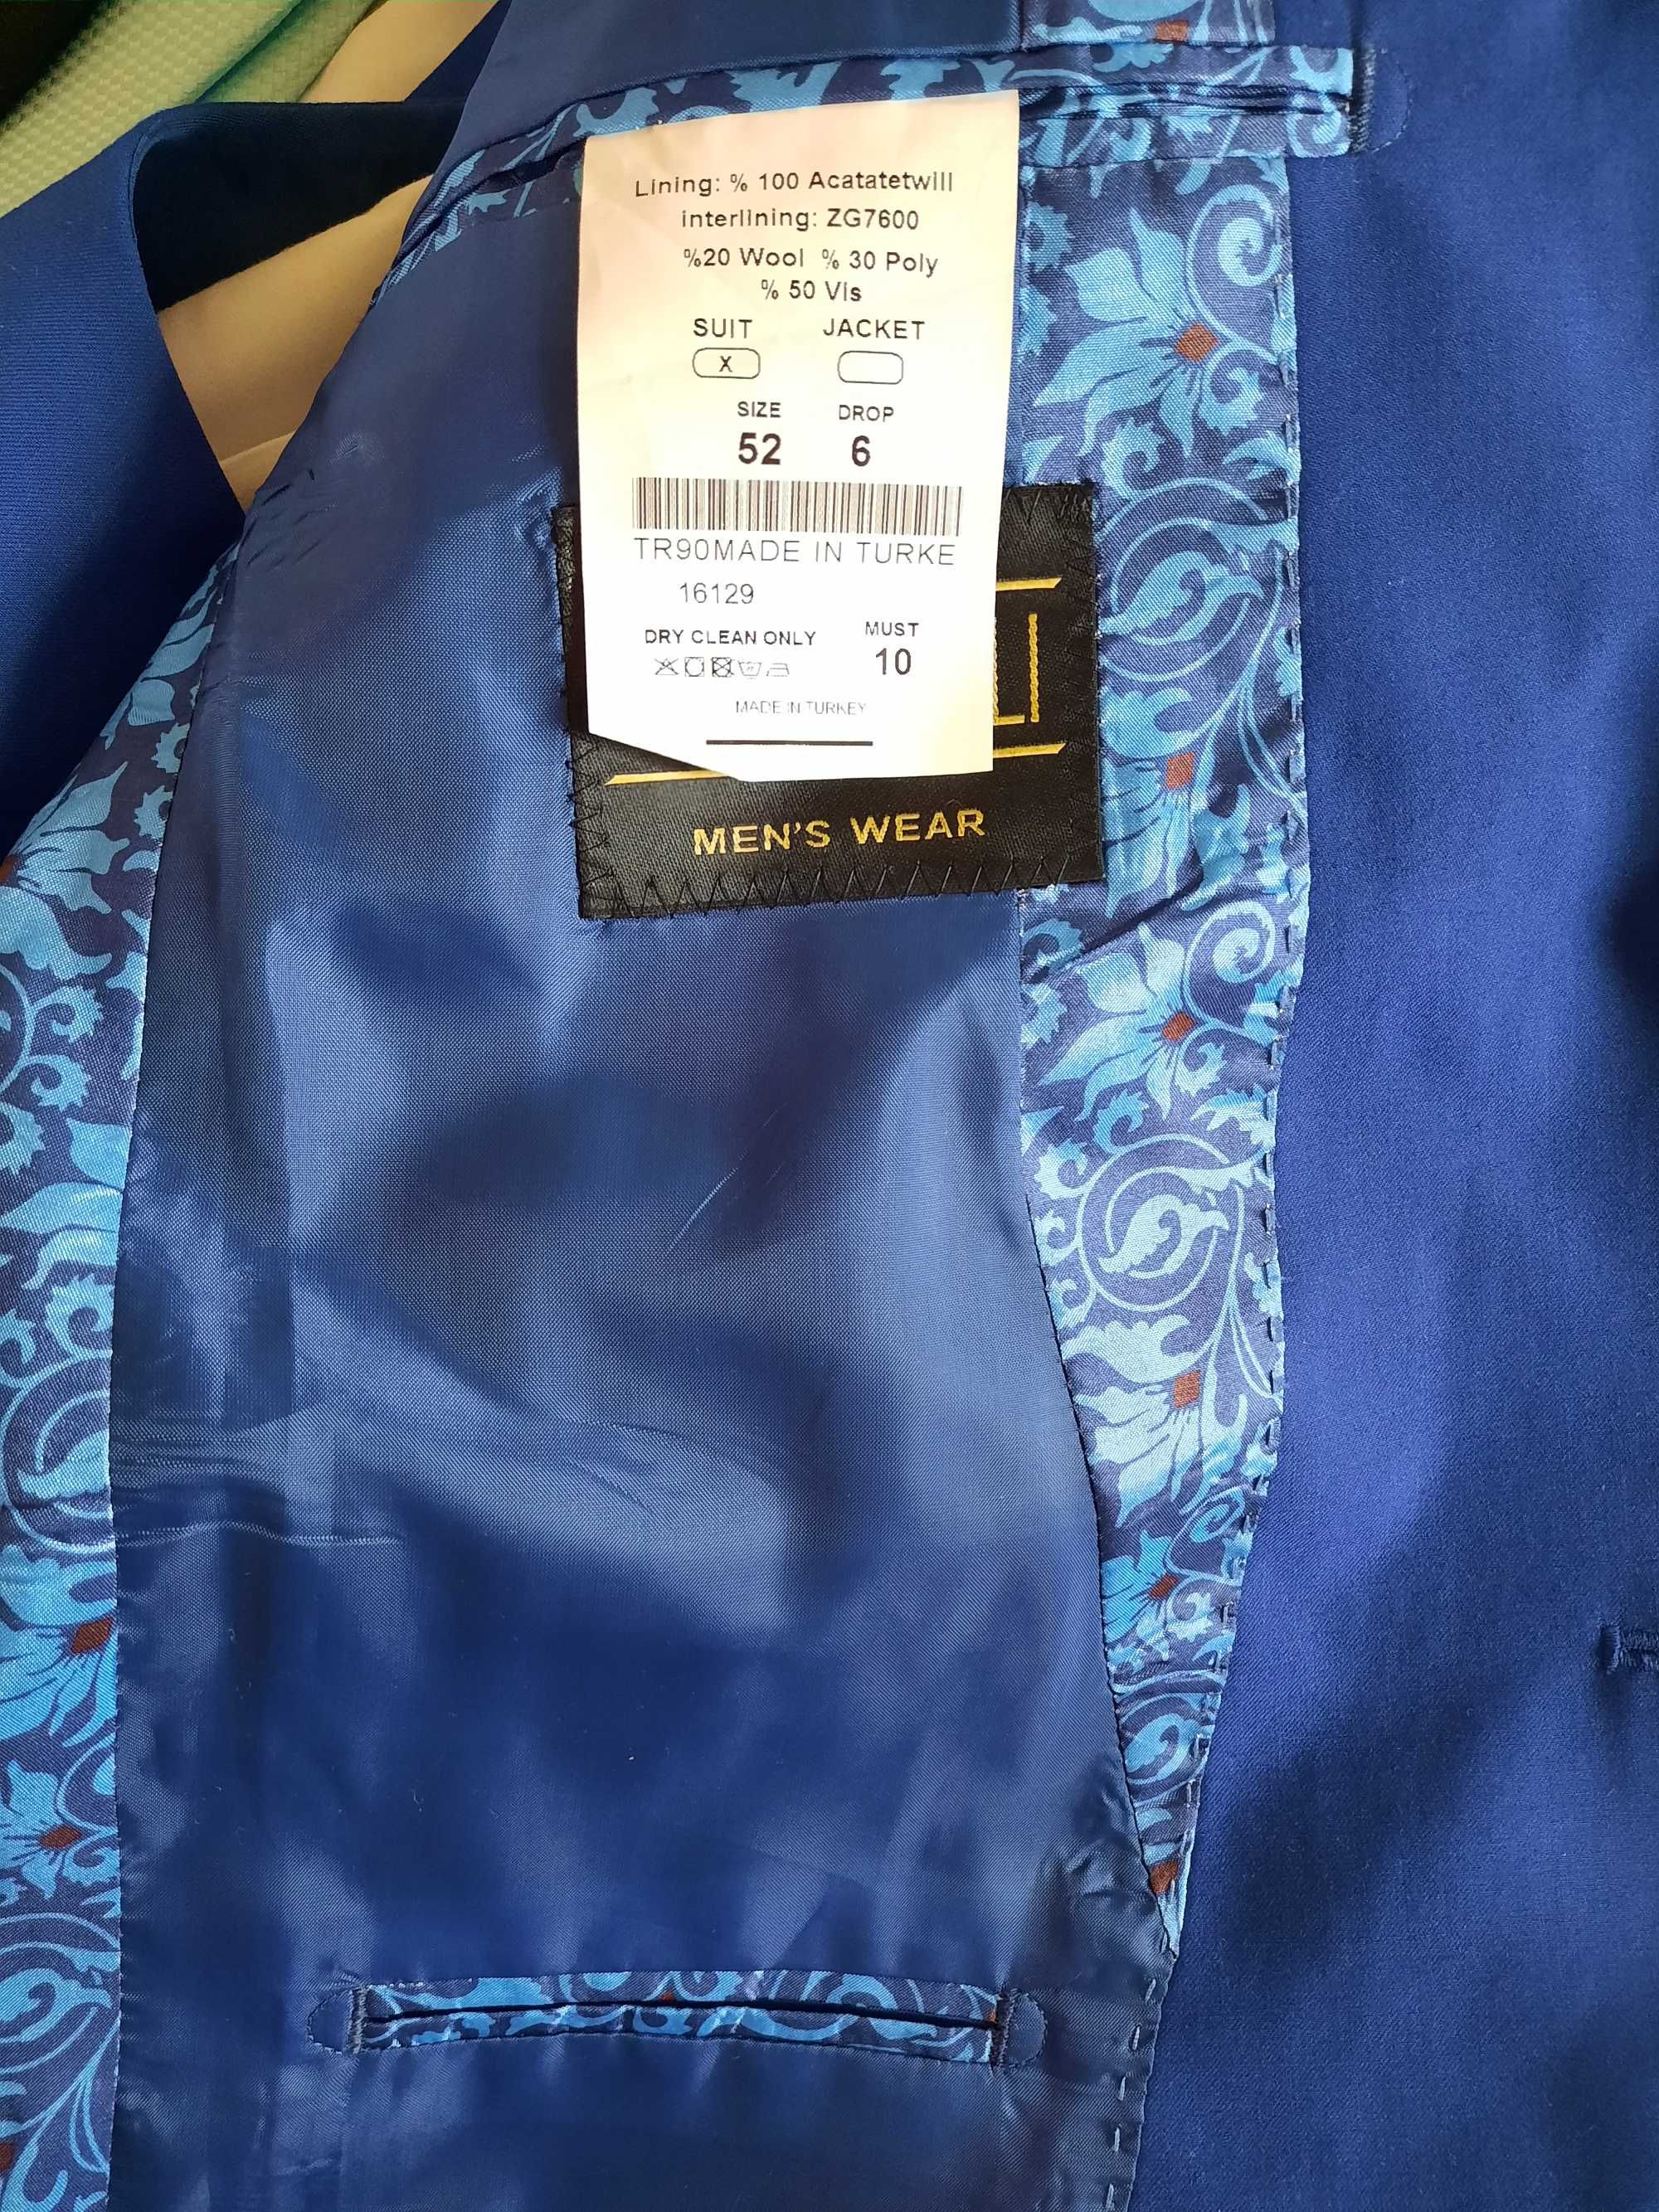 Lining: % 100 Acatatetwill
interlining: ZG7600
%20 Wool % 30 Poly
% 50 Vis
SUIT JACKET
X
SIZE DROP
52 6
TR90MADE IN TURKE
16129
DRY CLEAN ONLY MUST
10
MADE IN TURKEY
MEN'S WEAR